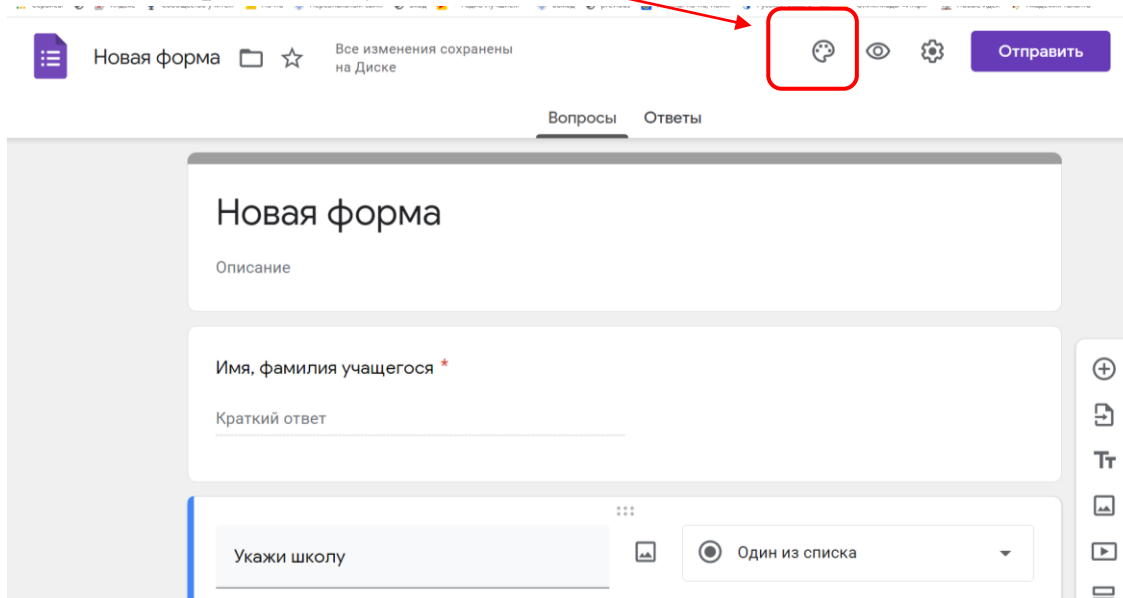 Новая форма
Все изменения сохранены
на Диске
Отправить
Вопросы Ответы
Новая форма
Описание
Имя, фамилия учащегося *
Краткий ответ
Тт
Укажи школу
Один из списка